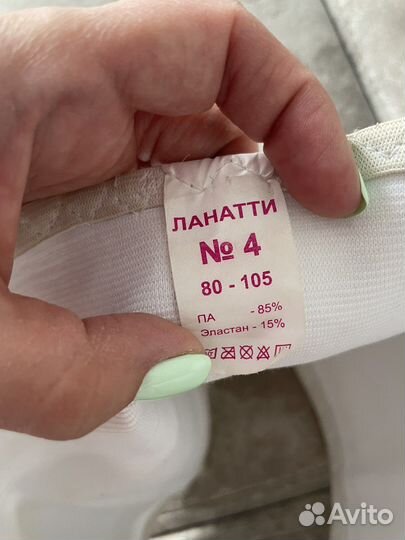 ЛАНАТТИ
№ 4
80 - 105
ПА - 85%
Эластан - 15%
Avito